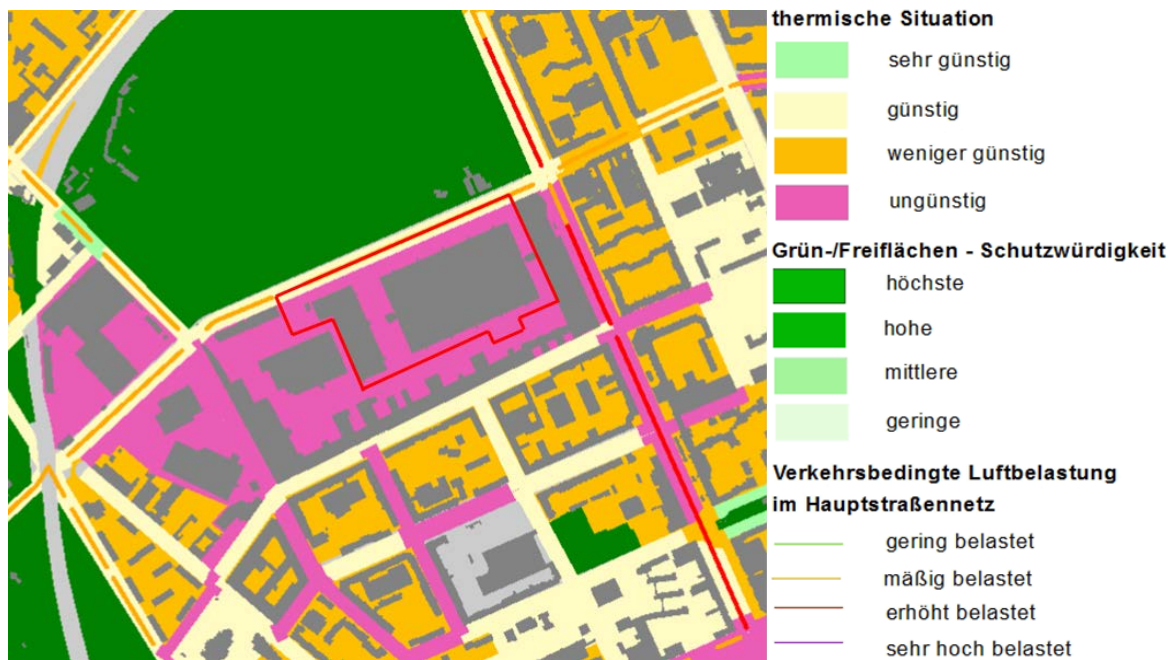 thermische Situation
sehr günstig
günstig
weniger günstig
ungünstig
Grün-/Freiflächen - Schutzwürdigkeit
höchste
hohe
mittlere
geringe
Verkehrsbedingte Luftbelastung
im Hauptstraßennetz
gering belastet
mäßig belastet
erhöht belastet
sehr hoch belastet